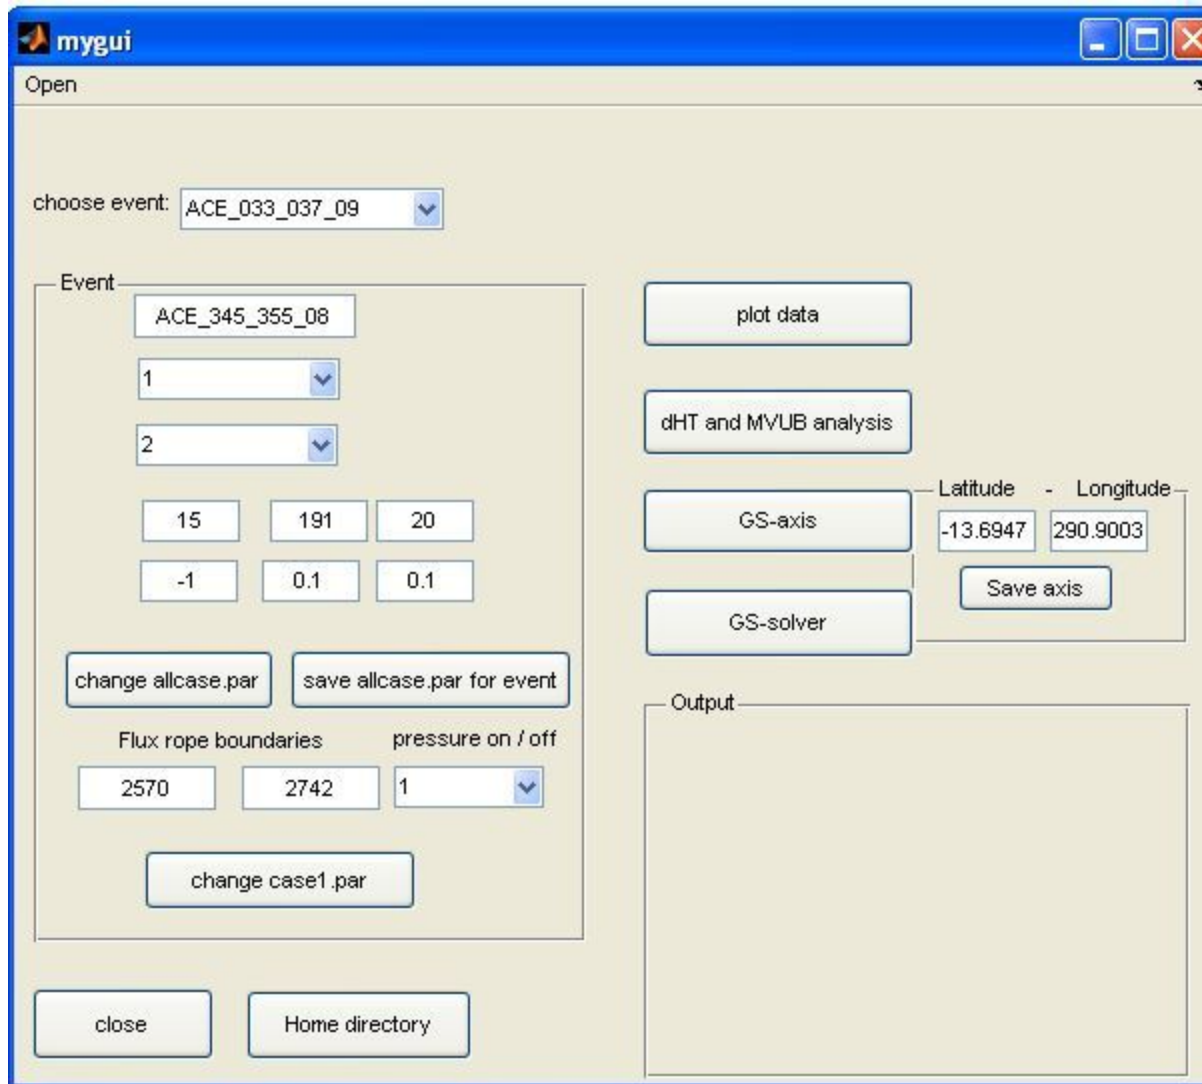 mygui
Open
choose event: ACE_033_037_09
Event
ACE_345_355_08
1
2
15 191 20
-1 0.1 0.1
change allcase.par save allcase.par for event
Flux rope boundaries pressure on / off
2570 2742 1
change case1.par
close Home directory
plot data
dHT and MVUB analysis
GS-axis
Latitude - Longitude
-13.6947 290.9003
Save axis
GS-solver
Output